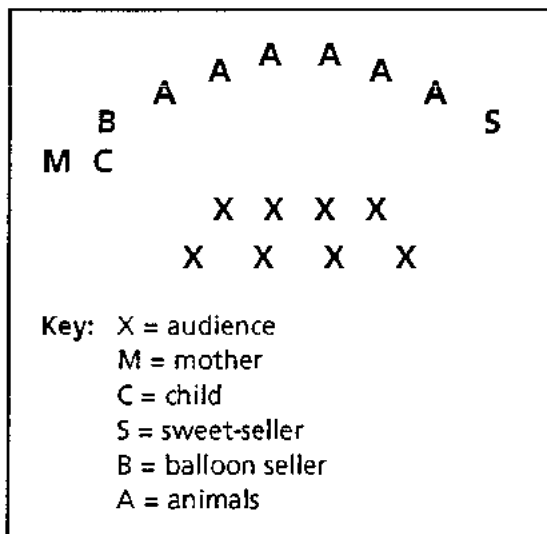 A A A A A A
B S
M C
X X X X
X X X X
Key: X = audience
M = mother
C = child
S = sweet-seller
B = balloon seller
A = animals